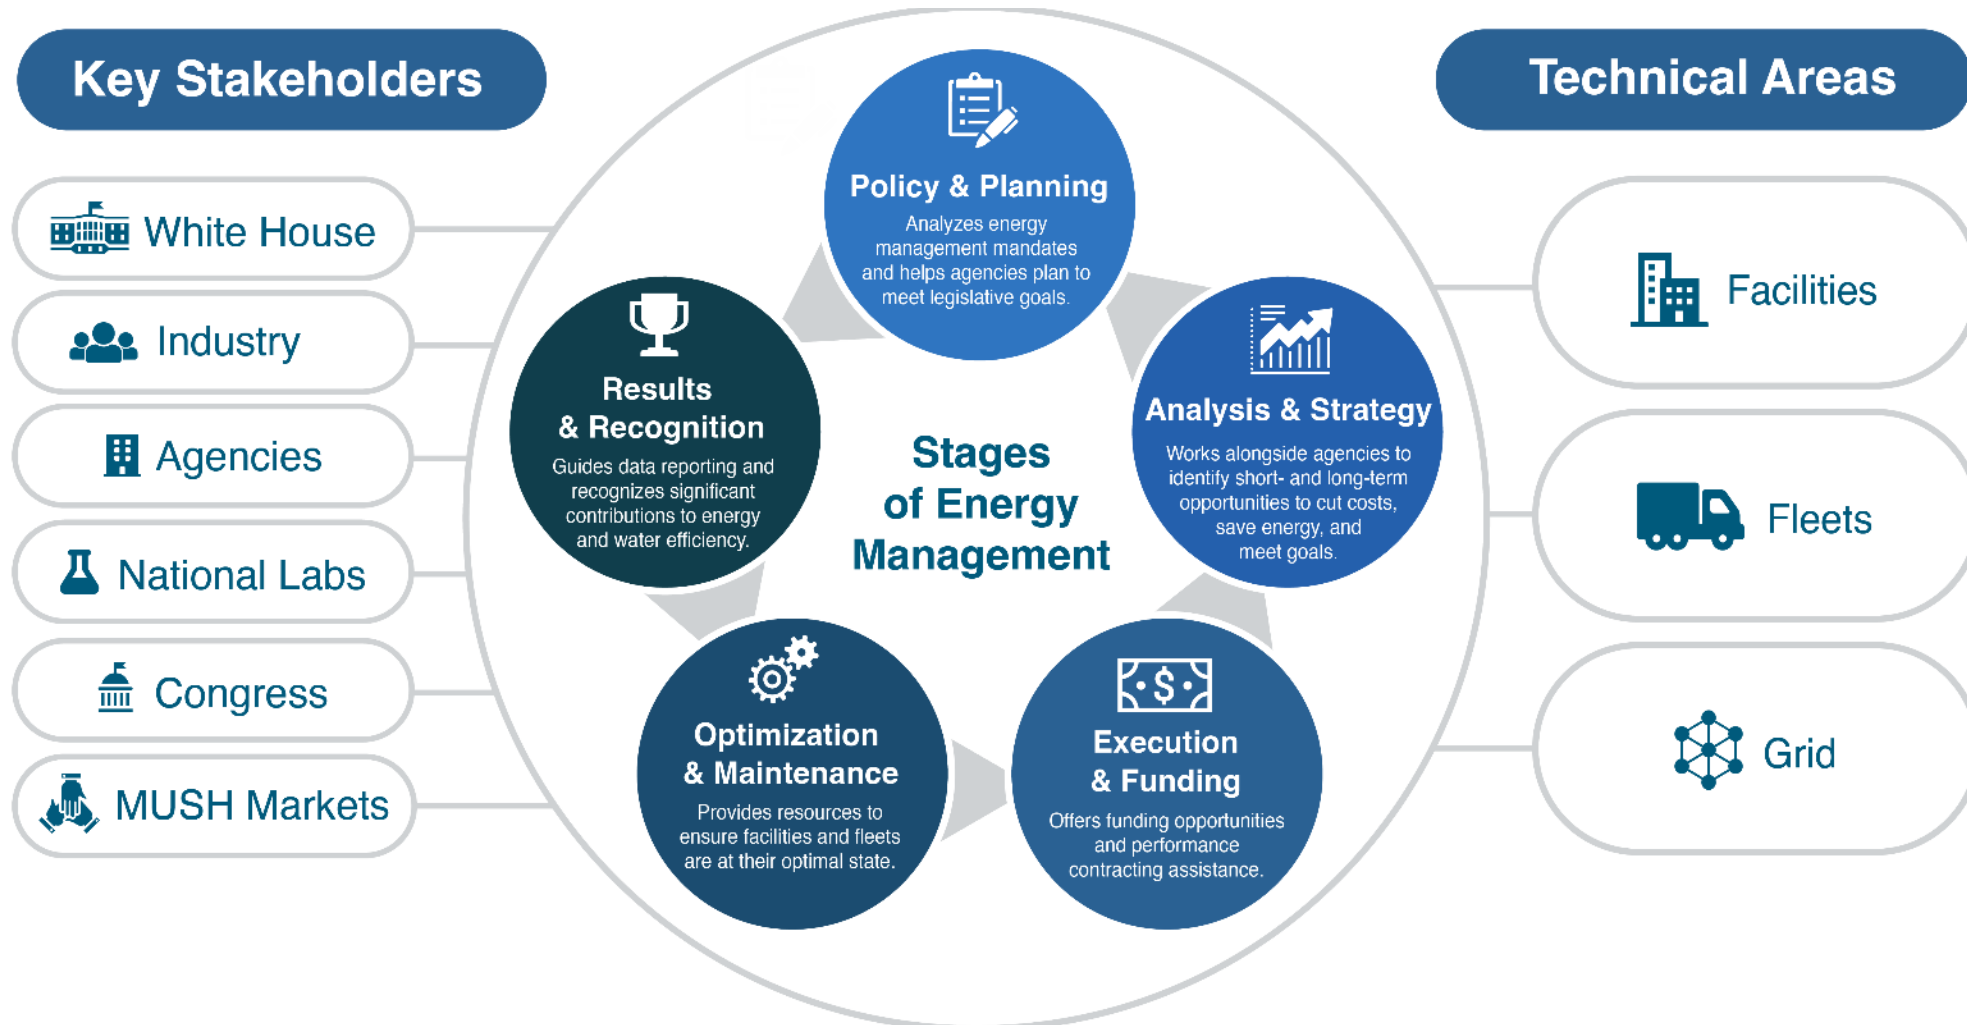 Key Stakeholders
White House
Industry
Agencies
National Labs
Congress
MUSH Markets
Policy & Planning
Analyzes energy
management mandates
and helps agencies plan to
meet legislative goals.
Analysis & Strategy
Works alongside agencies to
identify short- and long-term
opportunities to cut costs,
save energy, and
meet goals.
Execution
& Funding
Offers funding opportunities
and performance
contracting assistance.
Optimization
& Maintenance
Provides resources to
ensure facilities and fleets
are at their optimal state.
Results
& Recognition
Guides data reporting and
recognizes significant
contributions to energy
and water efficiency.
Stages
of Energy
Management
Technical Areas
Facilities
Fleets
Grid